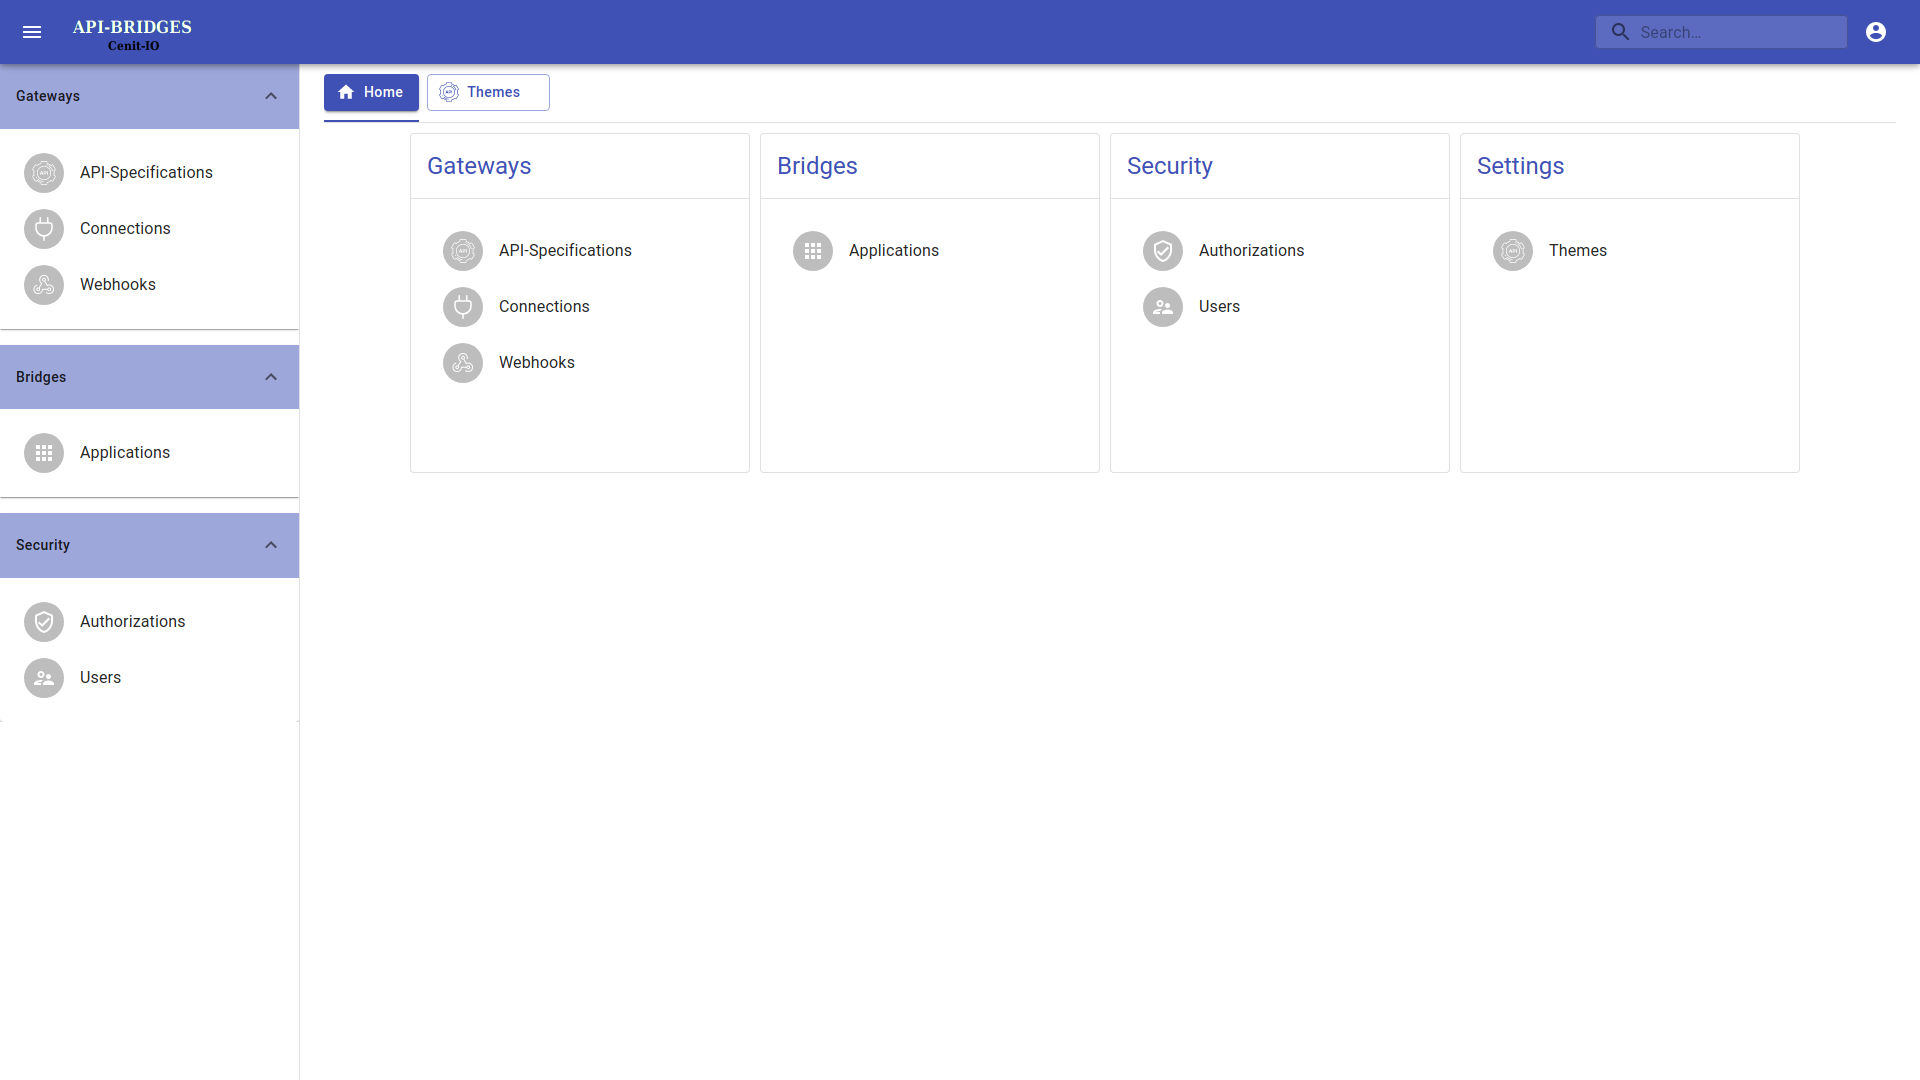 API-BRIDGES
Cenit-IO
Search...
Gateways
API-Specifications
Connections
Webhooks
Bridges
Applications
Security
Authorizations
Users
Home
Themes
Gateways
API-Specifications
Connections
Webhooks
Bridges
Applications
Security
Authorizations
Users
Settings
Themes